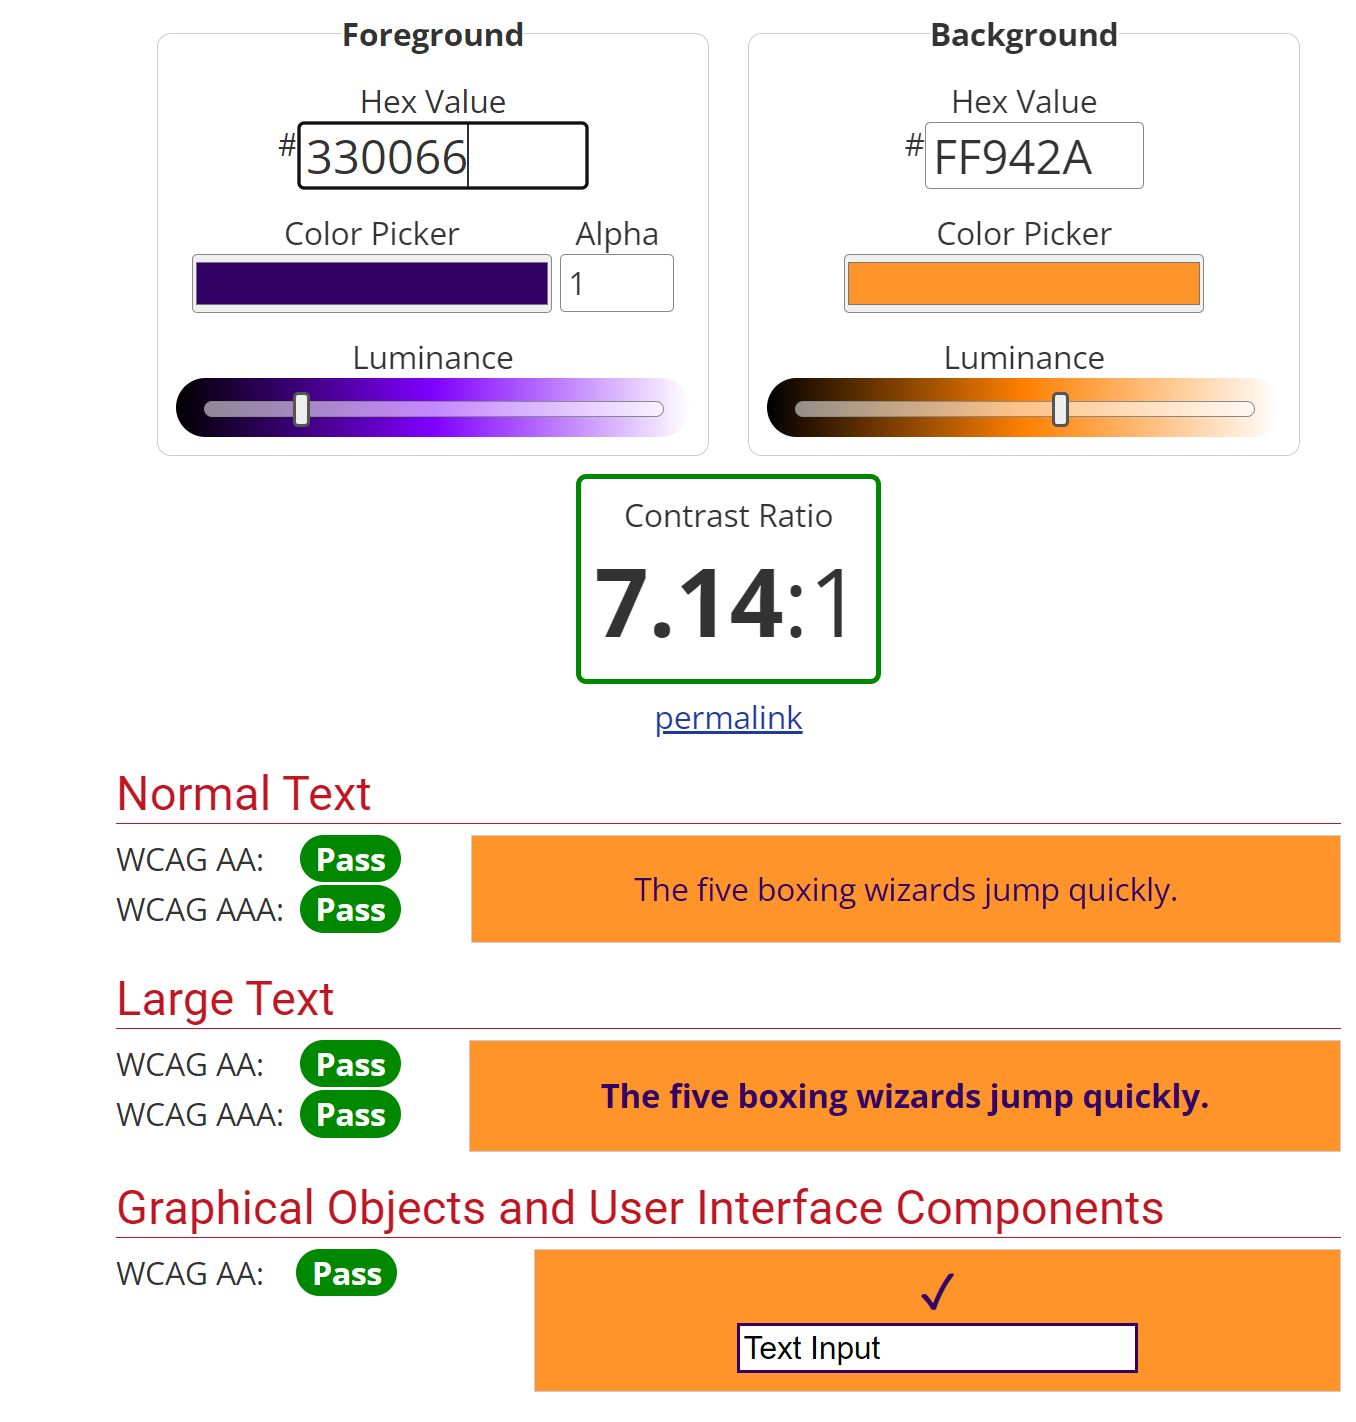 Foreground
Hex Value
#330066
Color Picker Alpha
1
Luminance
Background
Hex Value
#FF942A
Color Picker
Luminance
Contrast Ratio
7.14:1
permalink
Normal Text
WCAG AA: Pass
WCAG AAA: Pass
The five boxing wizards jump quickly.
Large Text
WCAG AA: Pass
WCAG AAA: Pass
The five boxing wizards jump quickly.
Graphical Objects and User Interface Components
WCAG AA: Pass
✓
Text Input